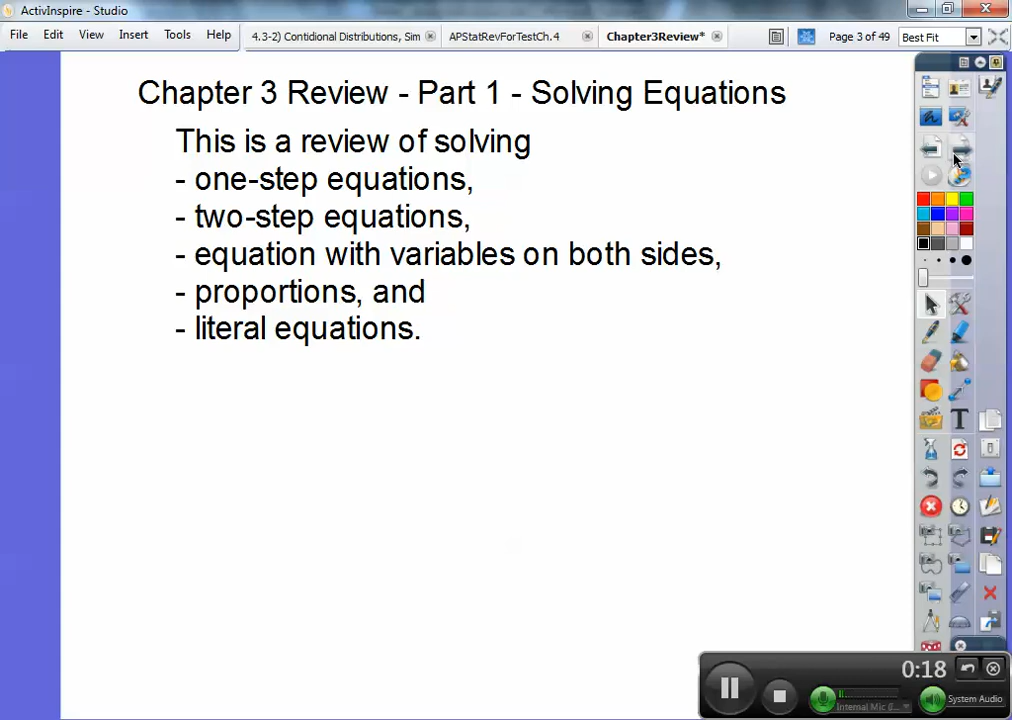 ActivInspire - Studio
File Edit View Insert Tools Help
4.3-2) Contidional Distributions, Sim
APStatRevForTestCh.4
Chapter3Review*
Page 3 of 49
Best Fit
Chapter 3 Review - Part 1 - Solving Equations
This is a review of solving
- one-step equations,
- two-step equations,
- equation with variables on both sides,
- proportions, and
- literal equations.
T
0:18
Internal Mic (I...
System Audio